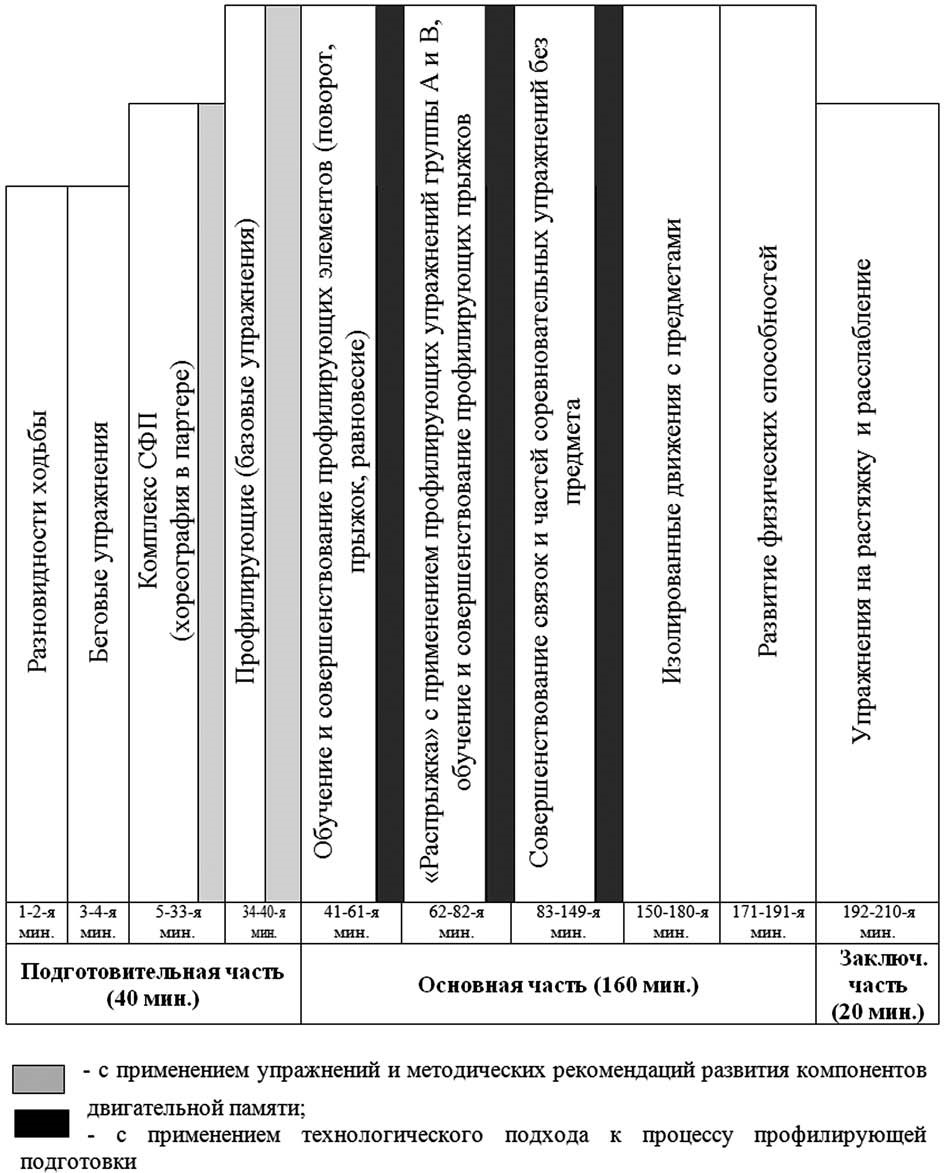 Разновидности ходьбы
Беговые упражнения
Комплекс СФП
(хореография в партере)
Профилирующие (базовые упражнения)
Обучение и совершенствование профилирующих элементов (поворот,
прыжок, равновесие)
«Распрыжка» с применением профилирующих упражнений группы А и В,
обучение и совершенствование профилирующих прыжков
Совершенствование связок и частей соревновательных упражнений без
предмета
Изолированные движения с предметами
Развитие физических способностей
Упражнения на растяжку и расслабление
1-2-я
мин.
3-4-я
мин.
5-33-я
мин.
34-40-я
мин.
41-61-я
мин.
62-82-я
мин.
83-149-я
мин.
150-180-я
мин.
171-191-я
мин.
192-210-я
мин.
Подготовительная часть
(40 мин.)
Основная часть (160 мин.)
Заключ.
часть
(20 мин.)
- с применением упражнений и методических рекомендаций развития компонентов
двигательной памяти;
- с применением технологического подхода к процессу профилирующей
подготовки